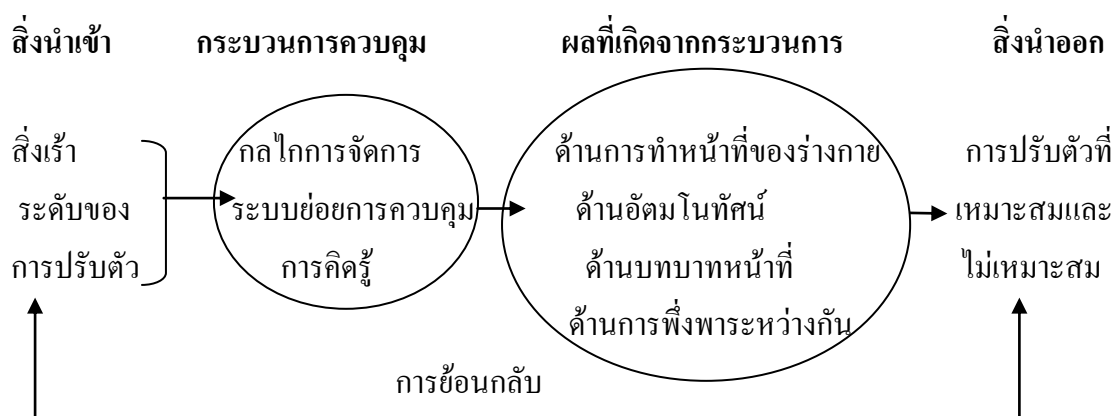 สิ่งนำเข้า กระบวนการควบคุม ผลที่เกิดจากกระบวนการ สิ่งนำออก
สิ่งเร้า กลไกการจัดการ ด้านการทำหน้าที่ของร่างกาย การปรับตัวที่
ระดับของ ระบบย่อยการควบคุม ด้านอัตมโนทัศน์ เหมาะสมและ
การปรับตัว การคิดรู้ ด้านบทบาทหน้าที่ ไม่เหมาะสม
ด้านการพึ่งพาระหว่างกัน
การย้อนกลับ